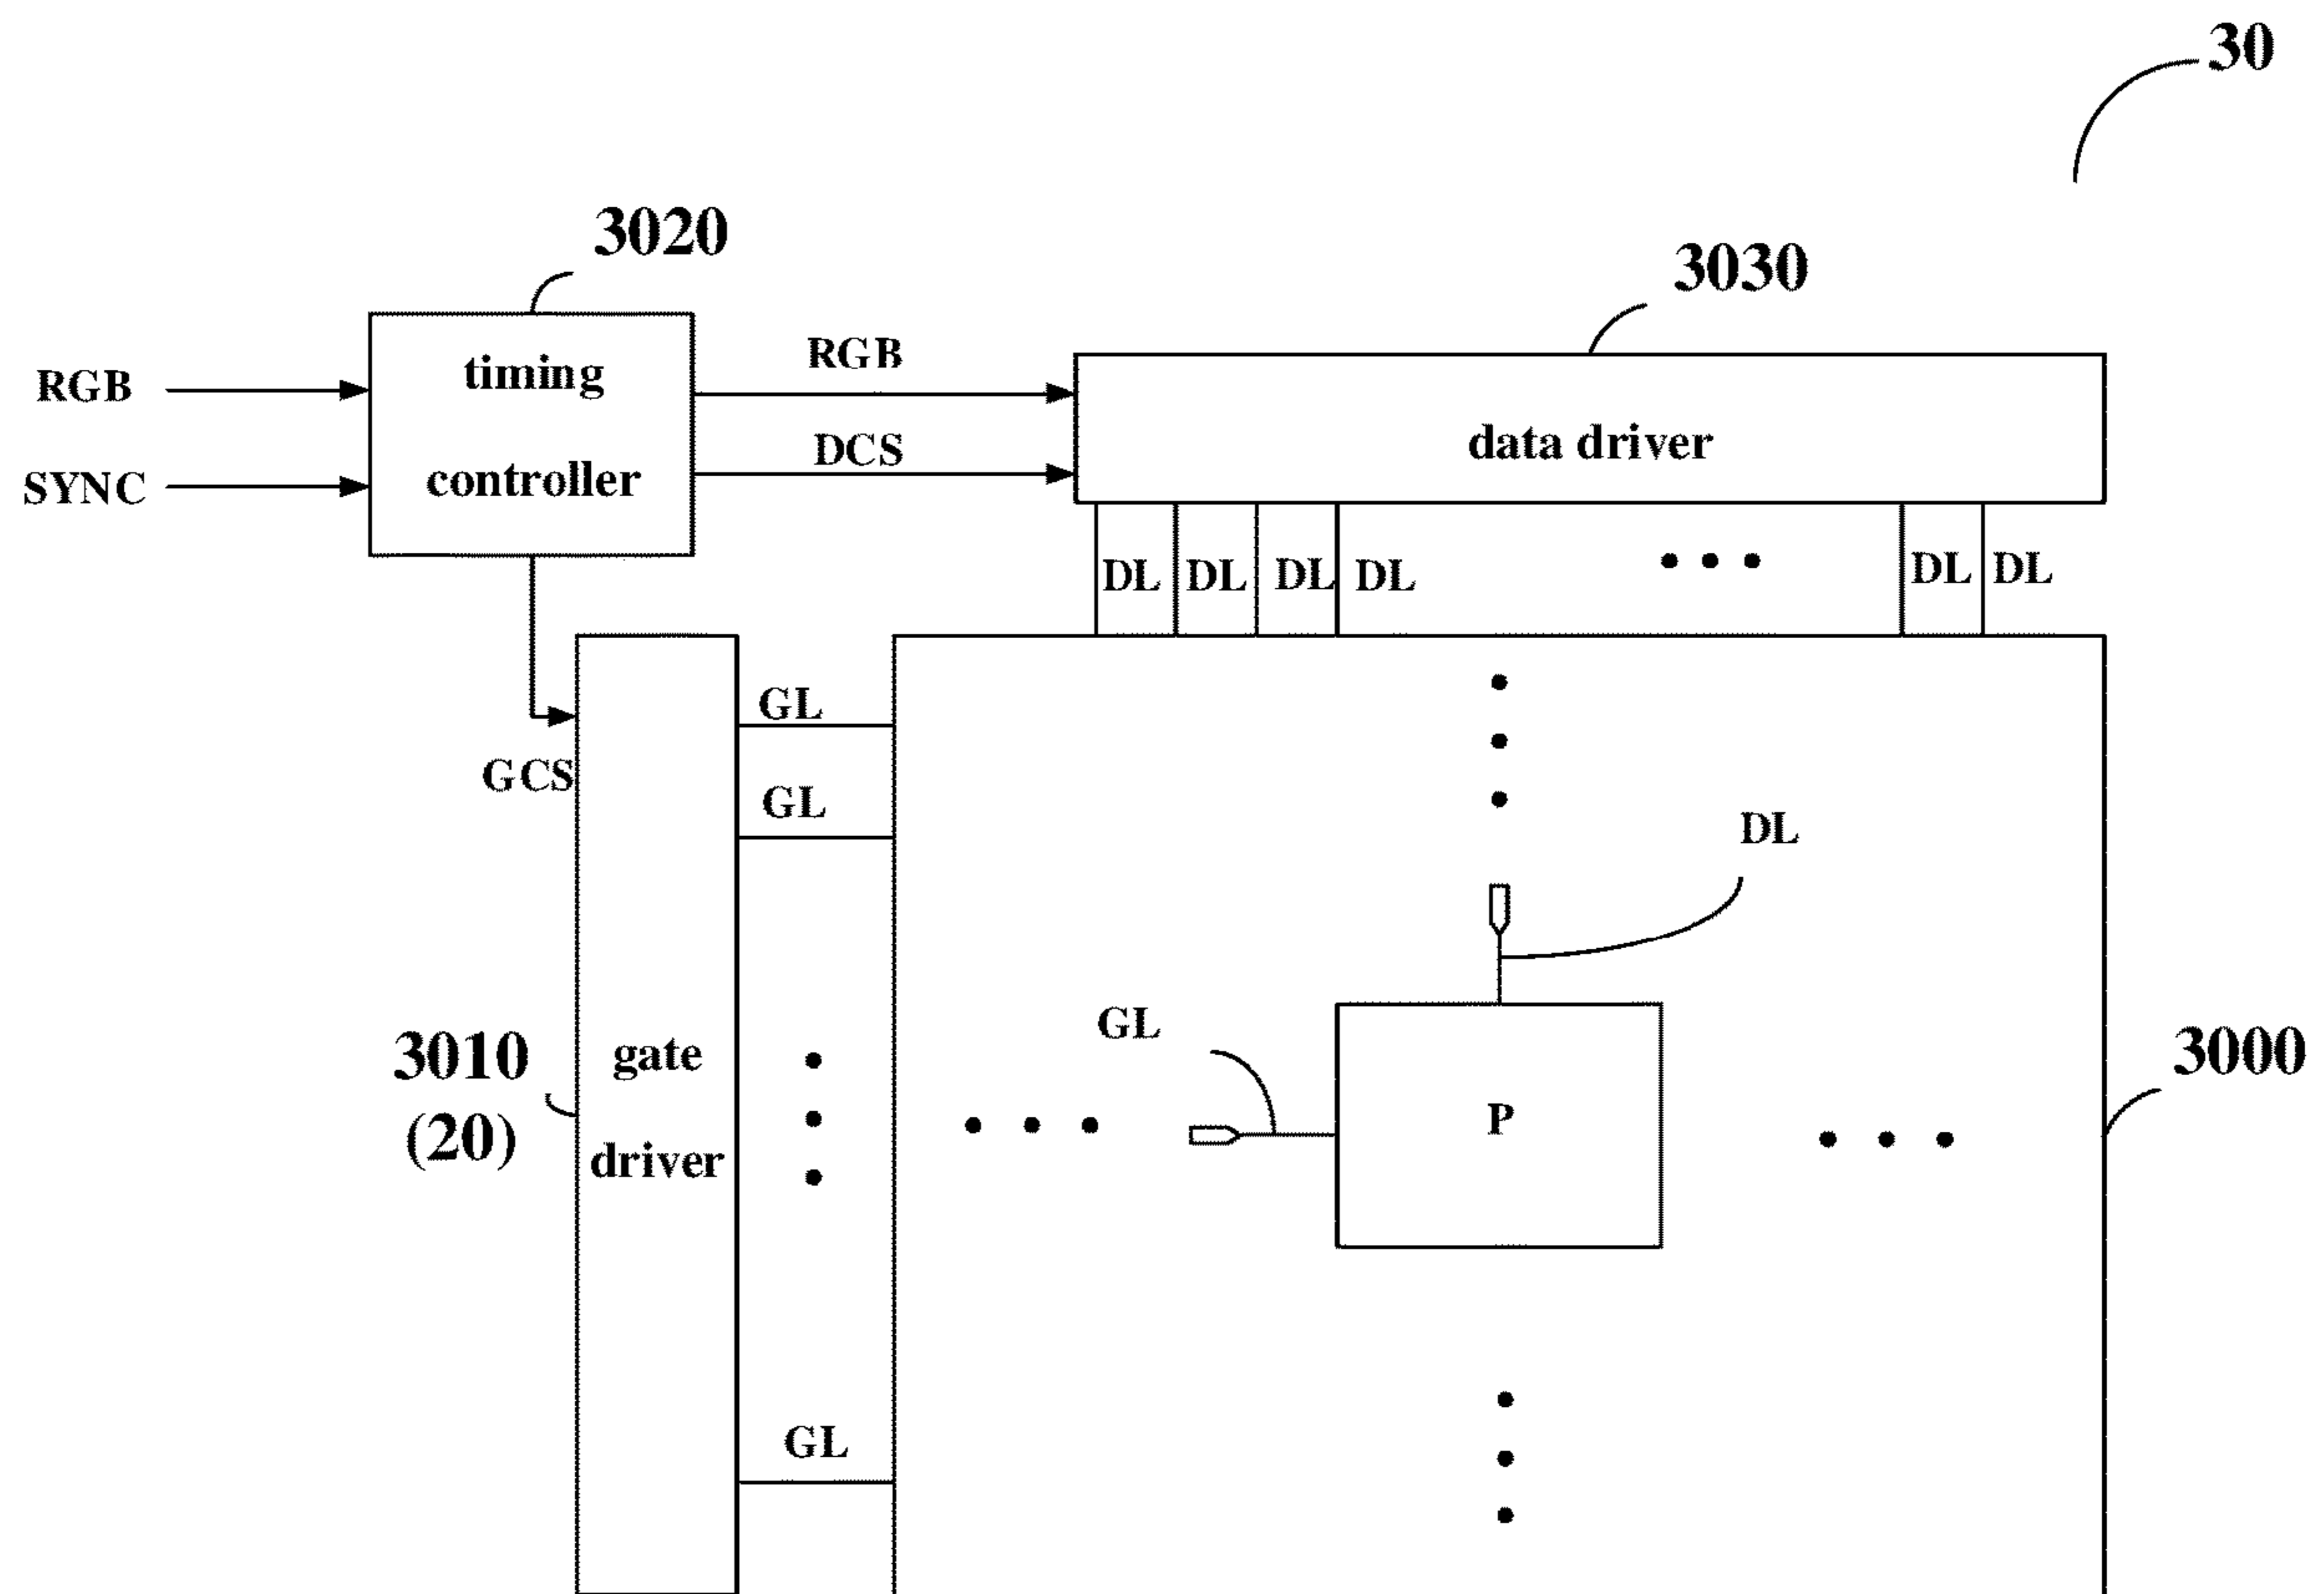 30
3020
3030
RGB
timing
RGB
SYNC
controller
DCS
data driver
DL DL DL DL DL DL
GL
GCS
GL
DL
GL
3010
(20)
gate
driver
P
3000
GL